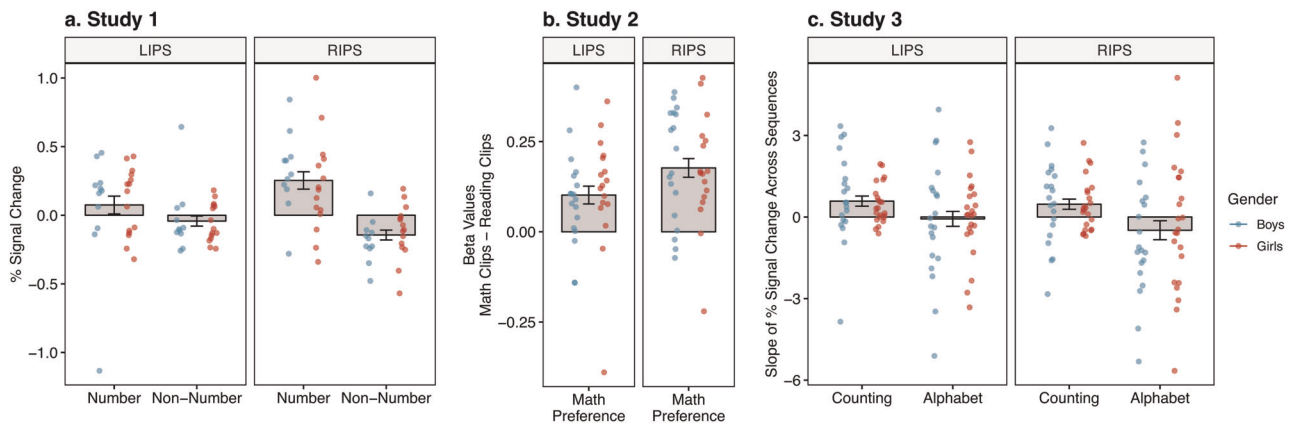 a. Study 1
LIPS
RIPS
% Signal Change
1.0
0.5
0.0
−0.5
−1.0
Number
Non−Number
Number
Non−Number
b. Study 2
LIPS
RIPS
Beta Values
Math Clips − Reading Clips
0.25
0.00
−0.25
Math
Preference
Math
Preference
c. Study 3
LIPS
RIPS
Slope of % Signal Change Across Sequences
3
0
−3
−6
Counting
Alphabet
Counting
Alphabet
Gender
Boys
Girls